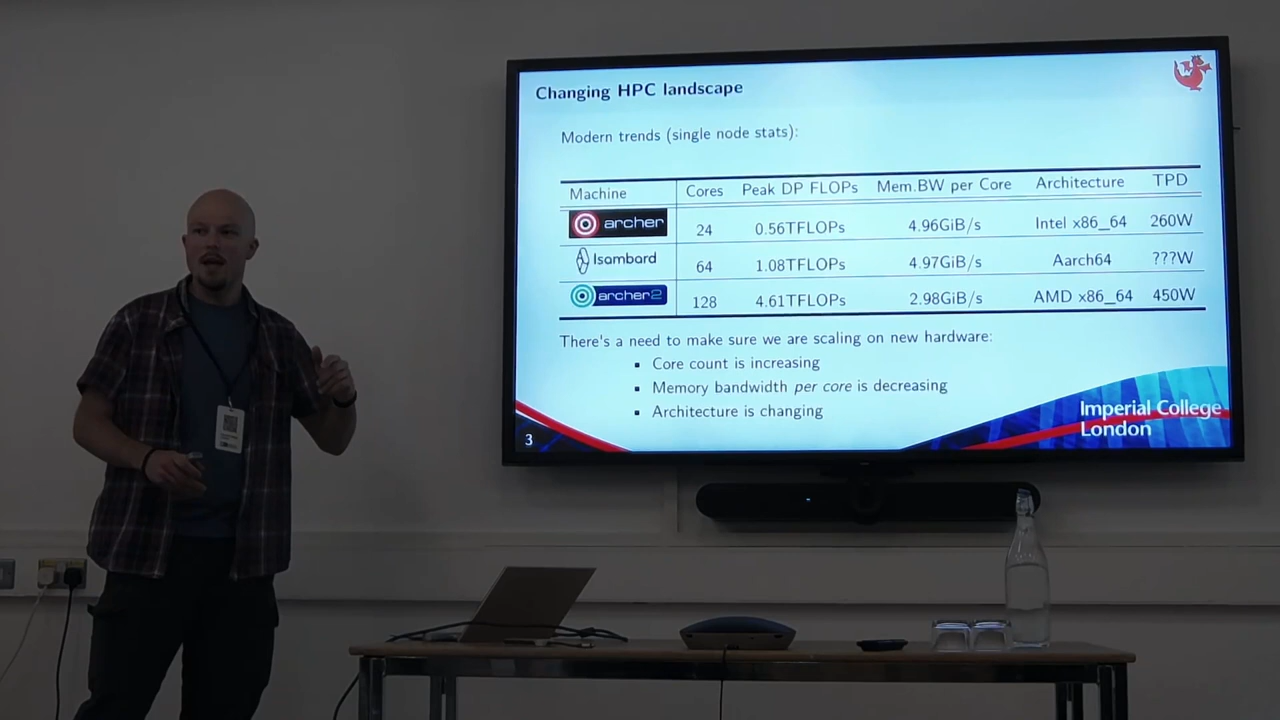 Changing HPC landscape
Modern trends (single node stats):
Machine Cores Peak DP FLOPs Mem.BW per Core Architecture TPD
archer 24 0.56TFLOPs 4.96GiB/s Intel x86_64 260W
Isambard 64 1.08TFLOPs 4.97GiB/s Aarch64 ???W
archer2 128 4.61TFLOPs 2.98GiB/s AMD x86_64 450W
There's a need to make sure we are scaling on new hardware:
▪ Core count is increasing
▪ Memory bandwidth per core is decreasing
▪ Architecture is changing
3
Imperial College
London